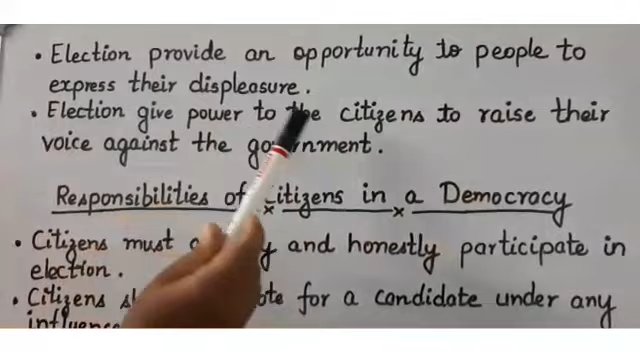 • Election provide an opportunity to people to
express their displeasure.
• Election give power to the citizens to raise their
voice against the government.
Responsibilities of Citizens in a Democracy
• Citizens must and honestly participate in
election.
• Citizens for a candidate under any